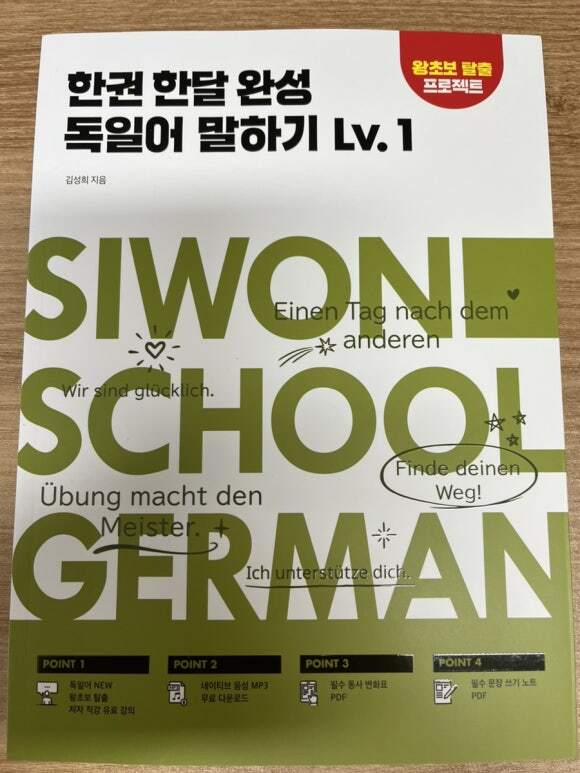 왕초보 탈출
프로젝트
한권 한달 완성
독일어 말하기 Lv. 1
김성희 지음
SIWON
Einen Tag nach dem
anderen
Wir sind glücklich.
SCHOOL
Finde deinen
Weg!
Übung macht den
Meister.
GERMAN
Ich unterstütze dich.
POINT 1
독일어 NEW
왕초보 탈출
저자 직강 유료 강의
POINT 2
네이티브 음성 MP3
무료 다운로드
POINT 3
필수 동사 변화표
PDF
POINT 4
필수 문장 쓰기 노트
PDF